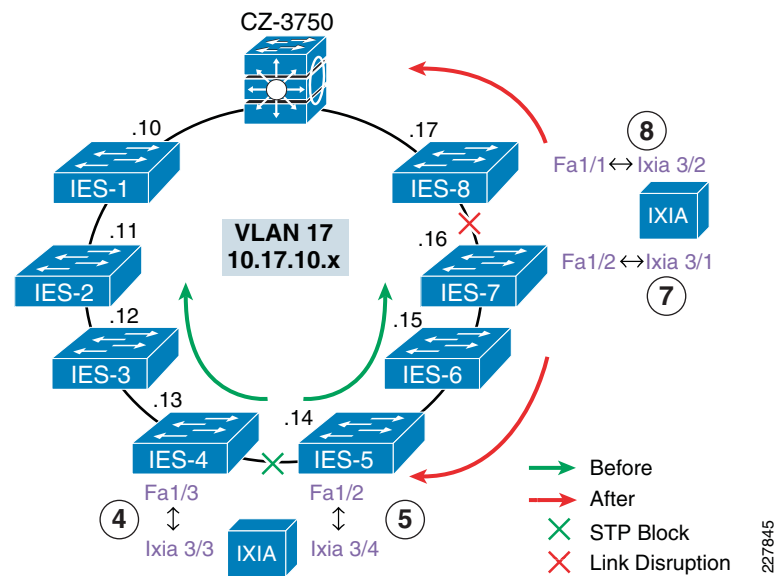 CZ-3750
.10
.17
8
IES-1
IES-8
Fa1/1 ↔ Ixia 3/2
IXIA
.11
VLAN 17
10.17.10.x
.16
IES-2
IES-7
Fa1/2 ↔ Ixia 3/1
7
.12
.15
IES-3
IES-6
.13
.14
IES-4
IES-5
Before
Fa1/3
Fa1/2
After
4
↕
↕
5
STP Block
Ixia 3/3
IXIA
Ixia 3/4
Link Disruption
227845